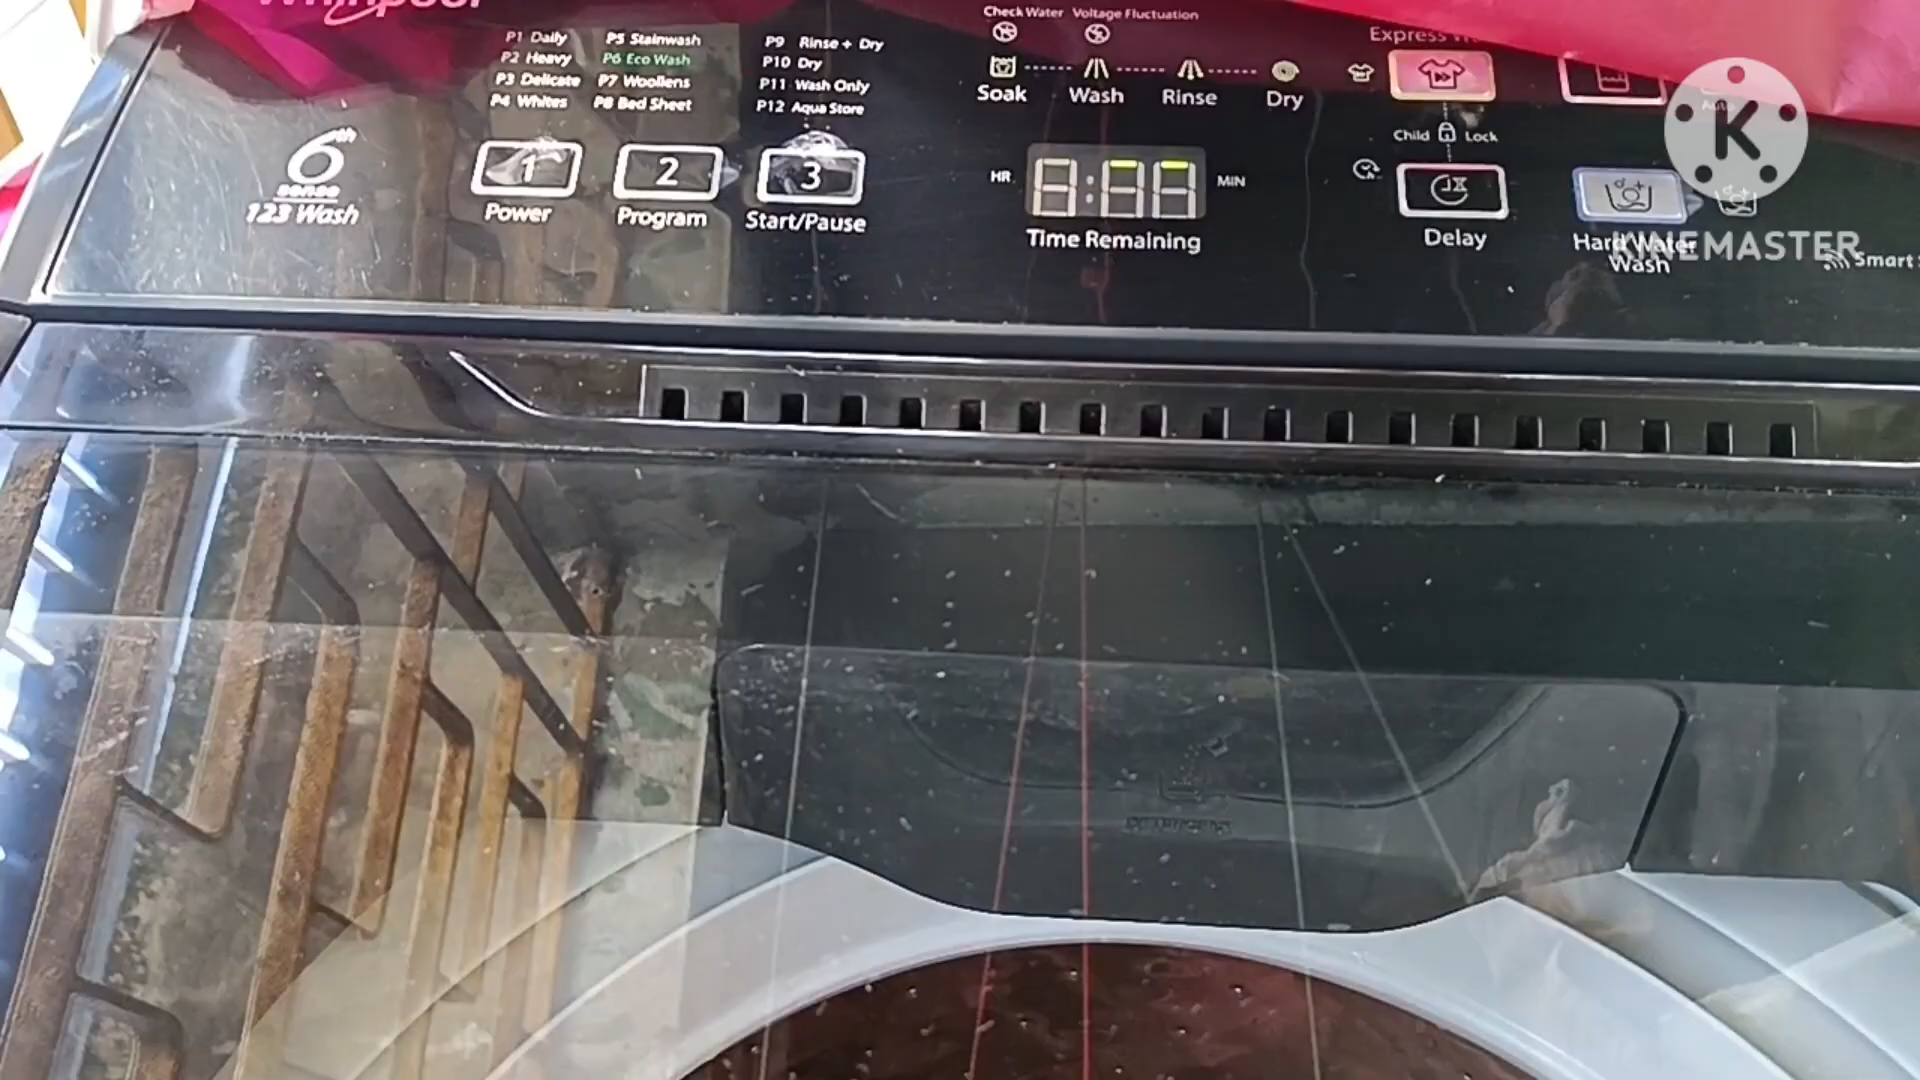 Whirlpool
Check Water Voltage Fluctuation
P1 Daily P5 Stainwash P9 Rinse + Dry
P2 Heavy P6 Eco Wash P10 Dry
P3 Delicate P7 Woollens P11 Wash Only
P4 Whites P8 Bed Sheet P12 Aqua Store
Soak Wash Rinse Dry
Express
Auto
Child Lock
6th
sense
123 Wash
1 2 3
Power Program Start/Pause
HR MIN
Time Remaining
Delay
Hard Water
Wash
K
KINEMASTER
Smart